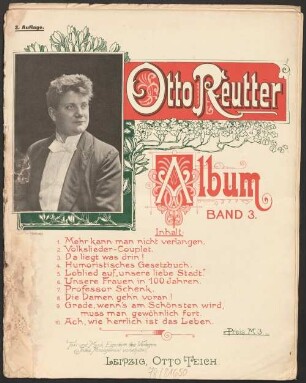 2. Auflage.
Otto Reutter
Album
BAND 3.
Inhalt:
1. Mehr kann man nicht verlangen.
2. Volkslieder-Couplet.
3. Da liegt was drin!
4. Humoristisches Gesetzbuch.
5. Loblied auf „unsere liebe Stadt."
6. Unsere Frauen in 100 Jahren.
7. Professor Schenk.
8. Die Damen gehn voran!
9. Grade, wenn's am Schönsten wird,
muss man gewöhnlich fort.
10. Ach, wie herrlich ist das Leben.
Preis M. 3.
LEIPZIG, OTTO TEICH.